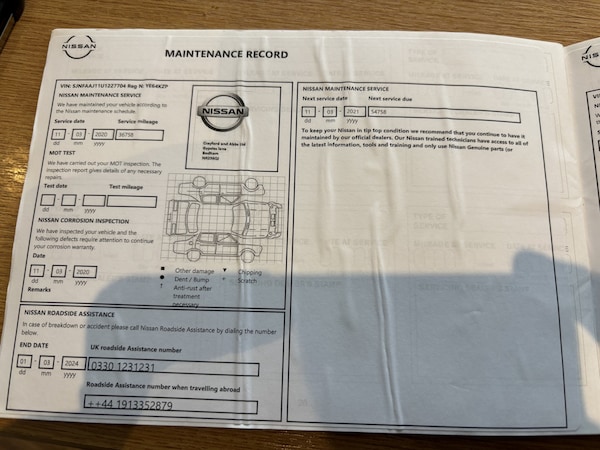 NISSAN
MAINTENANCE RECORD
VIN: SJNFAAJ11U1227704 Reg N: YE64KZP
NISSAN MAINTENANCE SERVICE
We have maintained your vehicle according to
the Nissan maintenance schedule.
Service date Service mileage
11 - 03 - 2020 36758
dd mm yyyy
MOT TEST
We have carried out your MOT inspection. The
inspection report gives details of any necessary
repairs.
Test date Test mileage
dd mm yyyy
NISSAN CORROSION INSPECTION
We have inspected your vehicle and the
following defects require attention to continue
your corrosion warranty.
Date
11 - 03 - 2020
dd mm yyyy
Remarks
NISSAN
Other damage
Dent / Bump
Anti-rust after
treatment
necessary
Chipping
Scratch
NISSAN ROADSIDE ASSISTANCE
In case of breakdown or accident please call Nissan Roadside Assistance by dialing the number
below.
END DATE
01 - 03 - 2024
dd mm yyyy
UK roadside Assistance number
0330 1231231
Roadside Assistance number when travelling abroad
++44 1913352879
NISSAN MAINTENANCE SERVICE
Next service date Next service due
11 - 03 - 2021 54758
dd mm yyyy
To keep your Nissan in tip top condition we recommend that you continue to have it
maintained by our official dealers. Our Nissan trained technicians have access to all of
the latest information, tools and training and only use Nissan Genuine parts (or